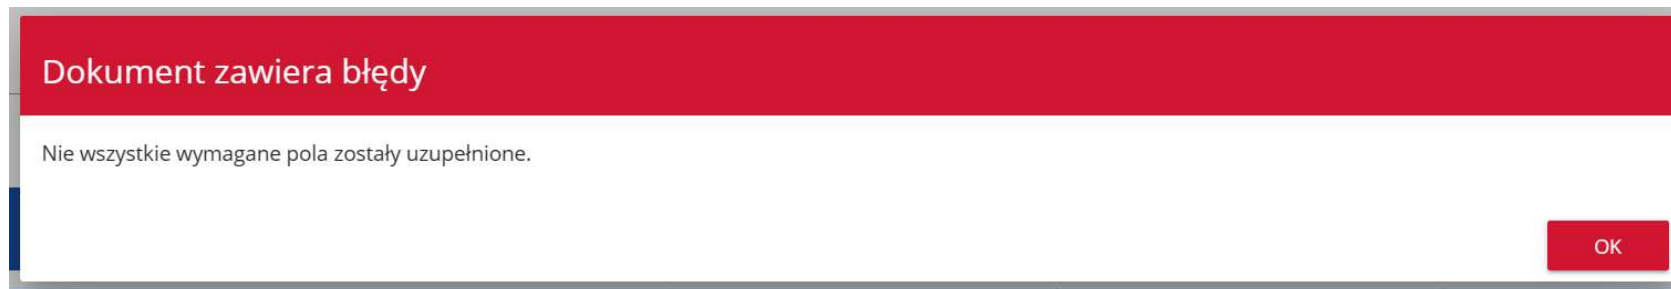 Dokument zawiera błędy
Nie wszystkie wymagane pola zostały uzupełnione.
OK